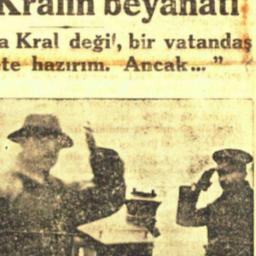 Kralın beyanatı
a Kral değil, bir vatandaş
te hazırım. Ancak... "